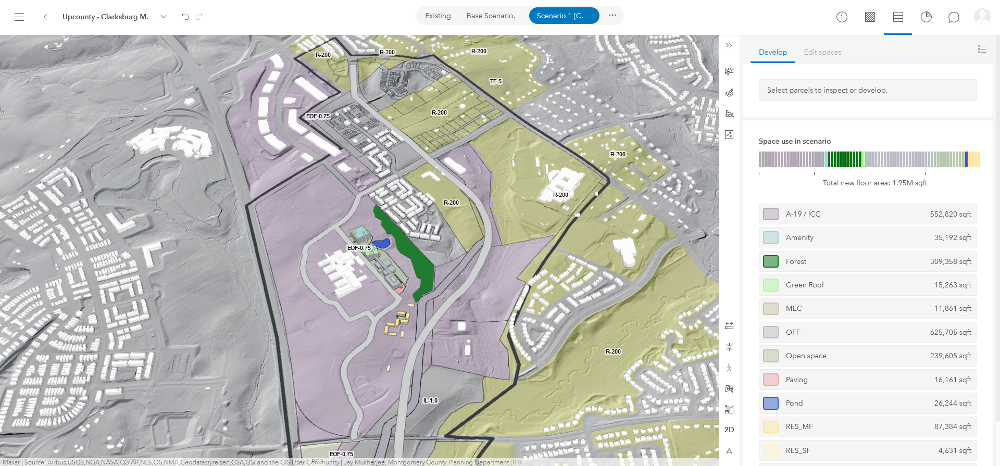 Upcounty - Clarksburg M...
Existing
Base Scenario...
Scenario 1 (C...
Develop
Edit spaces
Select parcels to inspect or develop.
Space use in scenario
Total new floor area: 1.95M sqft
A-19 / ICC 552,820 sqft
Amenity 35,192 sqft
Forest 309,358 sqft
Green Roof 15,263 sqft
MEC 11,861 sqft
OFF 625,705 sqft
Open space 239,605 sqft
Paving 16,161 sqft
Pond 26,244 sqft
RES_MF 87,384 sqft
RES_SF 4,631 sqft
2D
R-200
R-200
R-200
TF-5
R-200
EOF-0.75
R-200
R-200
R-200
EOF-0.75
R-200
IL-1.0
EOF-0.75
Maxar | Source: Airbus,USGS,NGA,NASA,CGIAR,NLS,OS,NMA,Geodatastyrelsen,GSA,GSI and the GIS User Community | Jay Mukherjee, Montgomery County Planning Department (ITI)